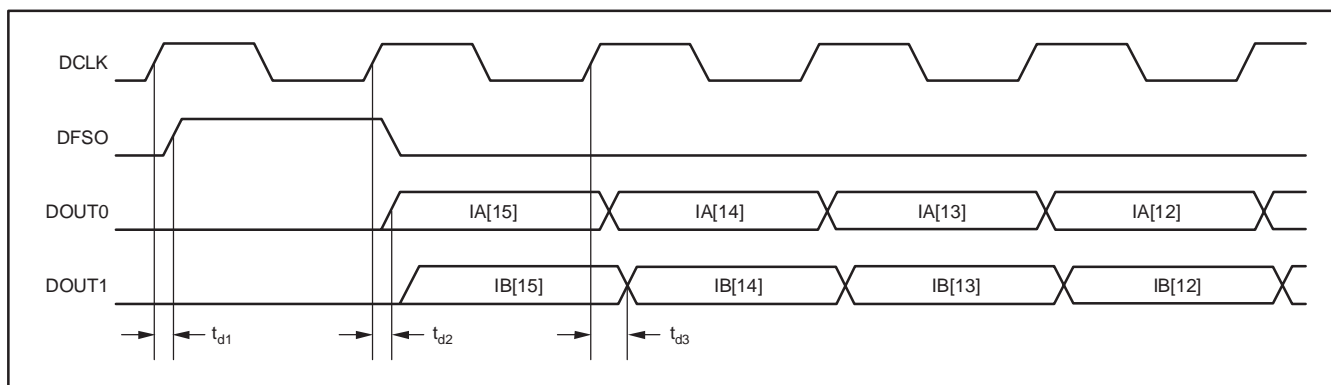 DCLK
DFSO
DOUT0
IA[15] IA[14] IA[13] IA[12]
DOUT1
IB[15] IB[14] IB[13] IB[12]
td1 td2 td3